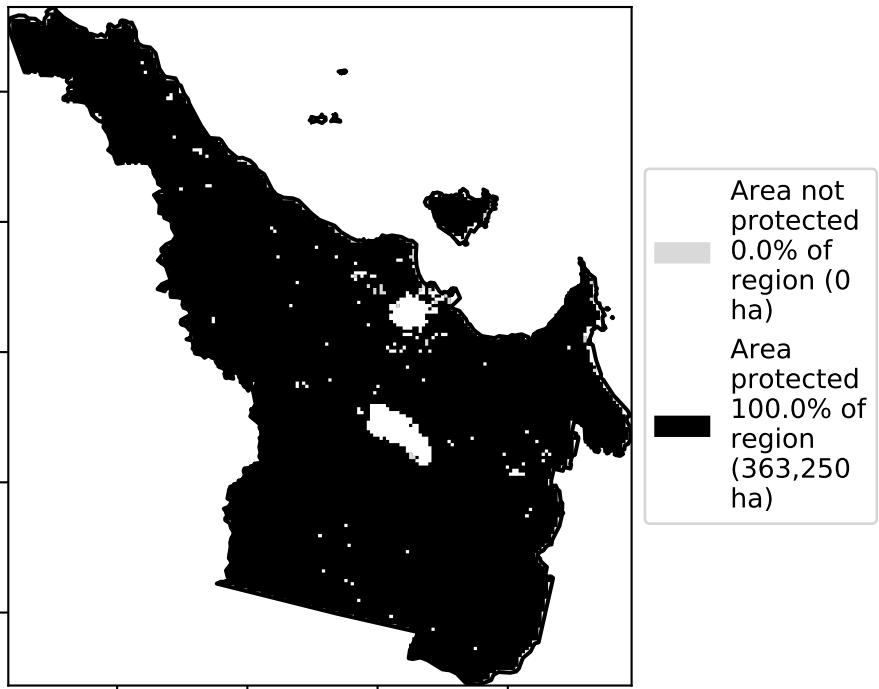 Area not
protected
0.0% of
region (0
ha)
Area
protected
100.0% of
region
(363,250
ha)